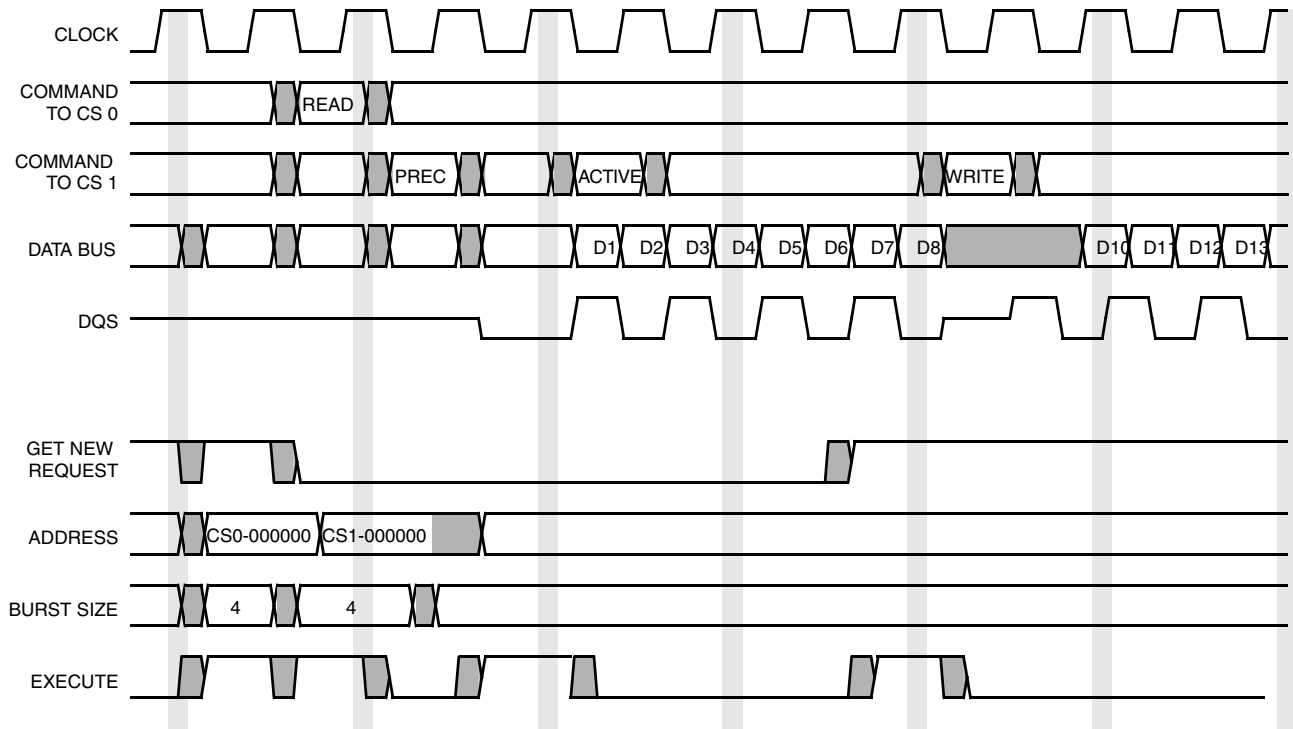 CLOCK
COMMAND
TO CS 0
READ
COMMAND
TO CS 1
PREC ACTIVE WRITE
DATA BUS
D1 D2 D3 D4 D5 D6 D7 D8 D10 D11 D12 D13
DQS
GET NEW
REQUEST
ADDRESS
CS0-000000 CS1-000000
BURST SIZE
4 4
EXECUTE